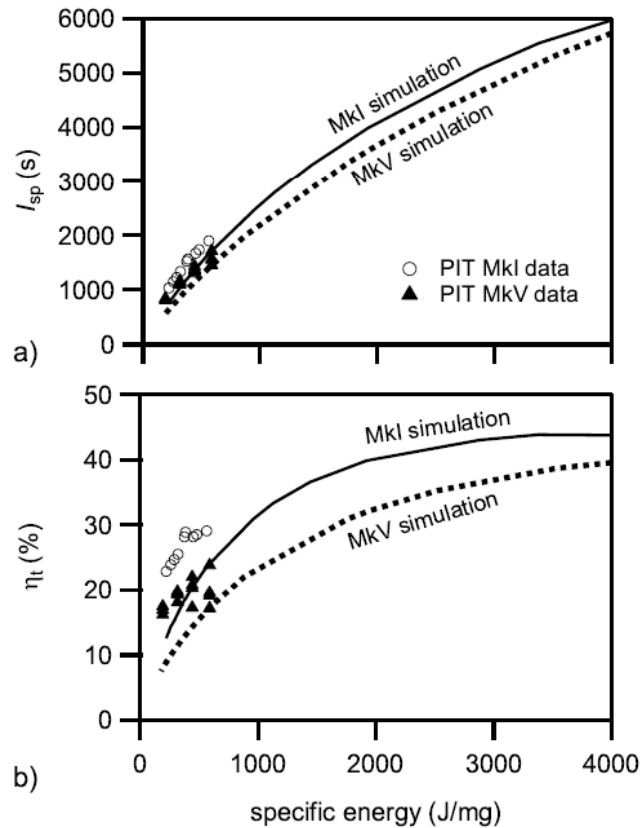 6000
5000
4000
3000
2000
1000
0
I_sp (s)
MkI simulation
MkV simulation
PIT MkI data
PIT MkV data
a)
50
40
30
20
10
0
η_t (%)
MkI simulation
MkV simulation
0 1000 2000 3000 4000
b)
specific energy (J/mg)